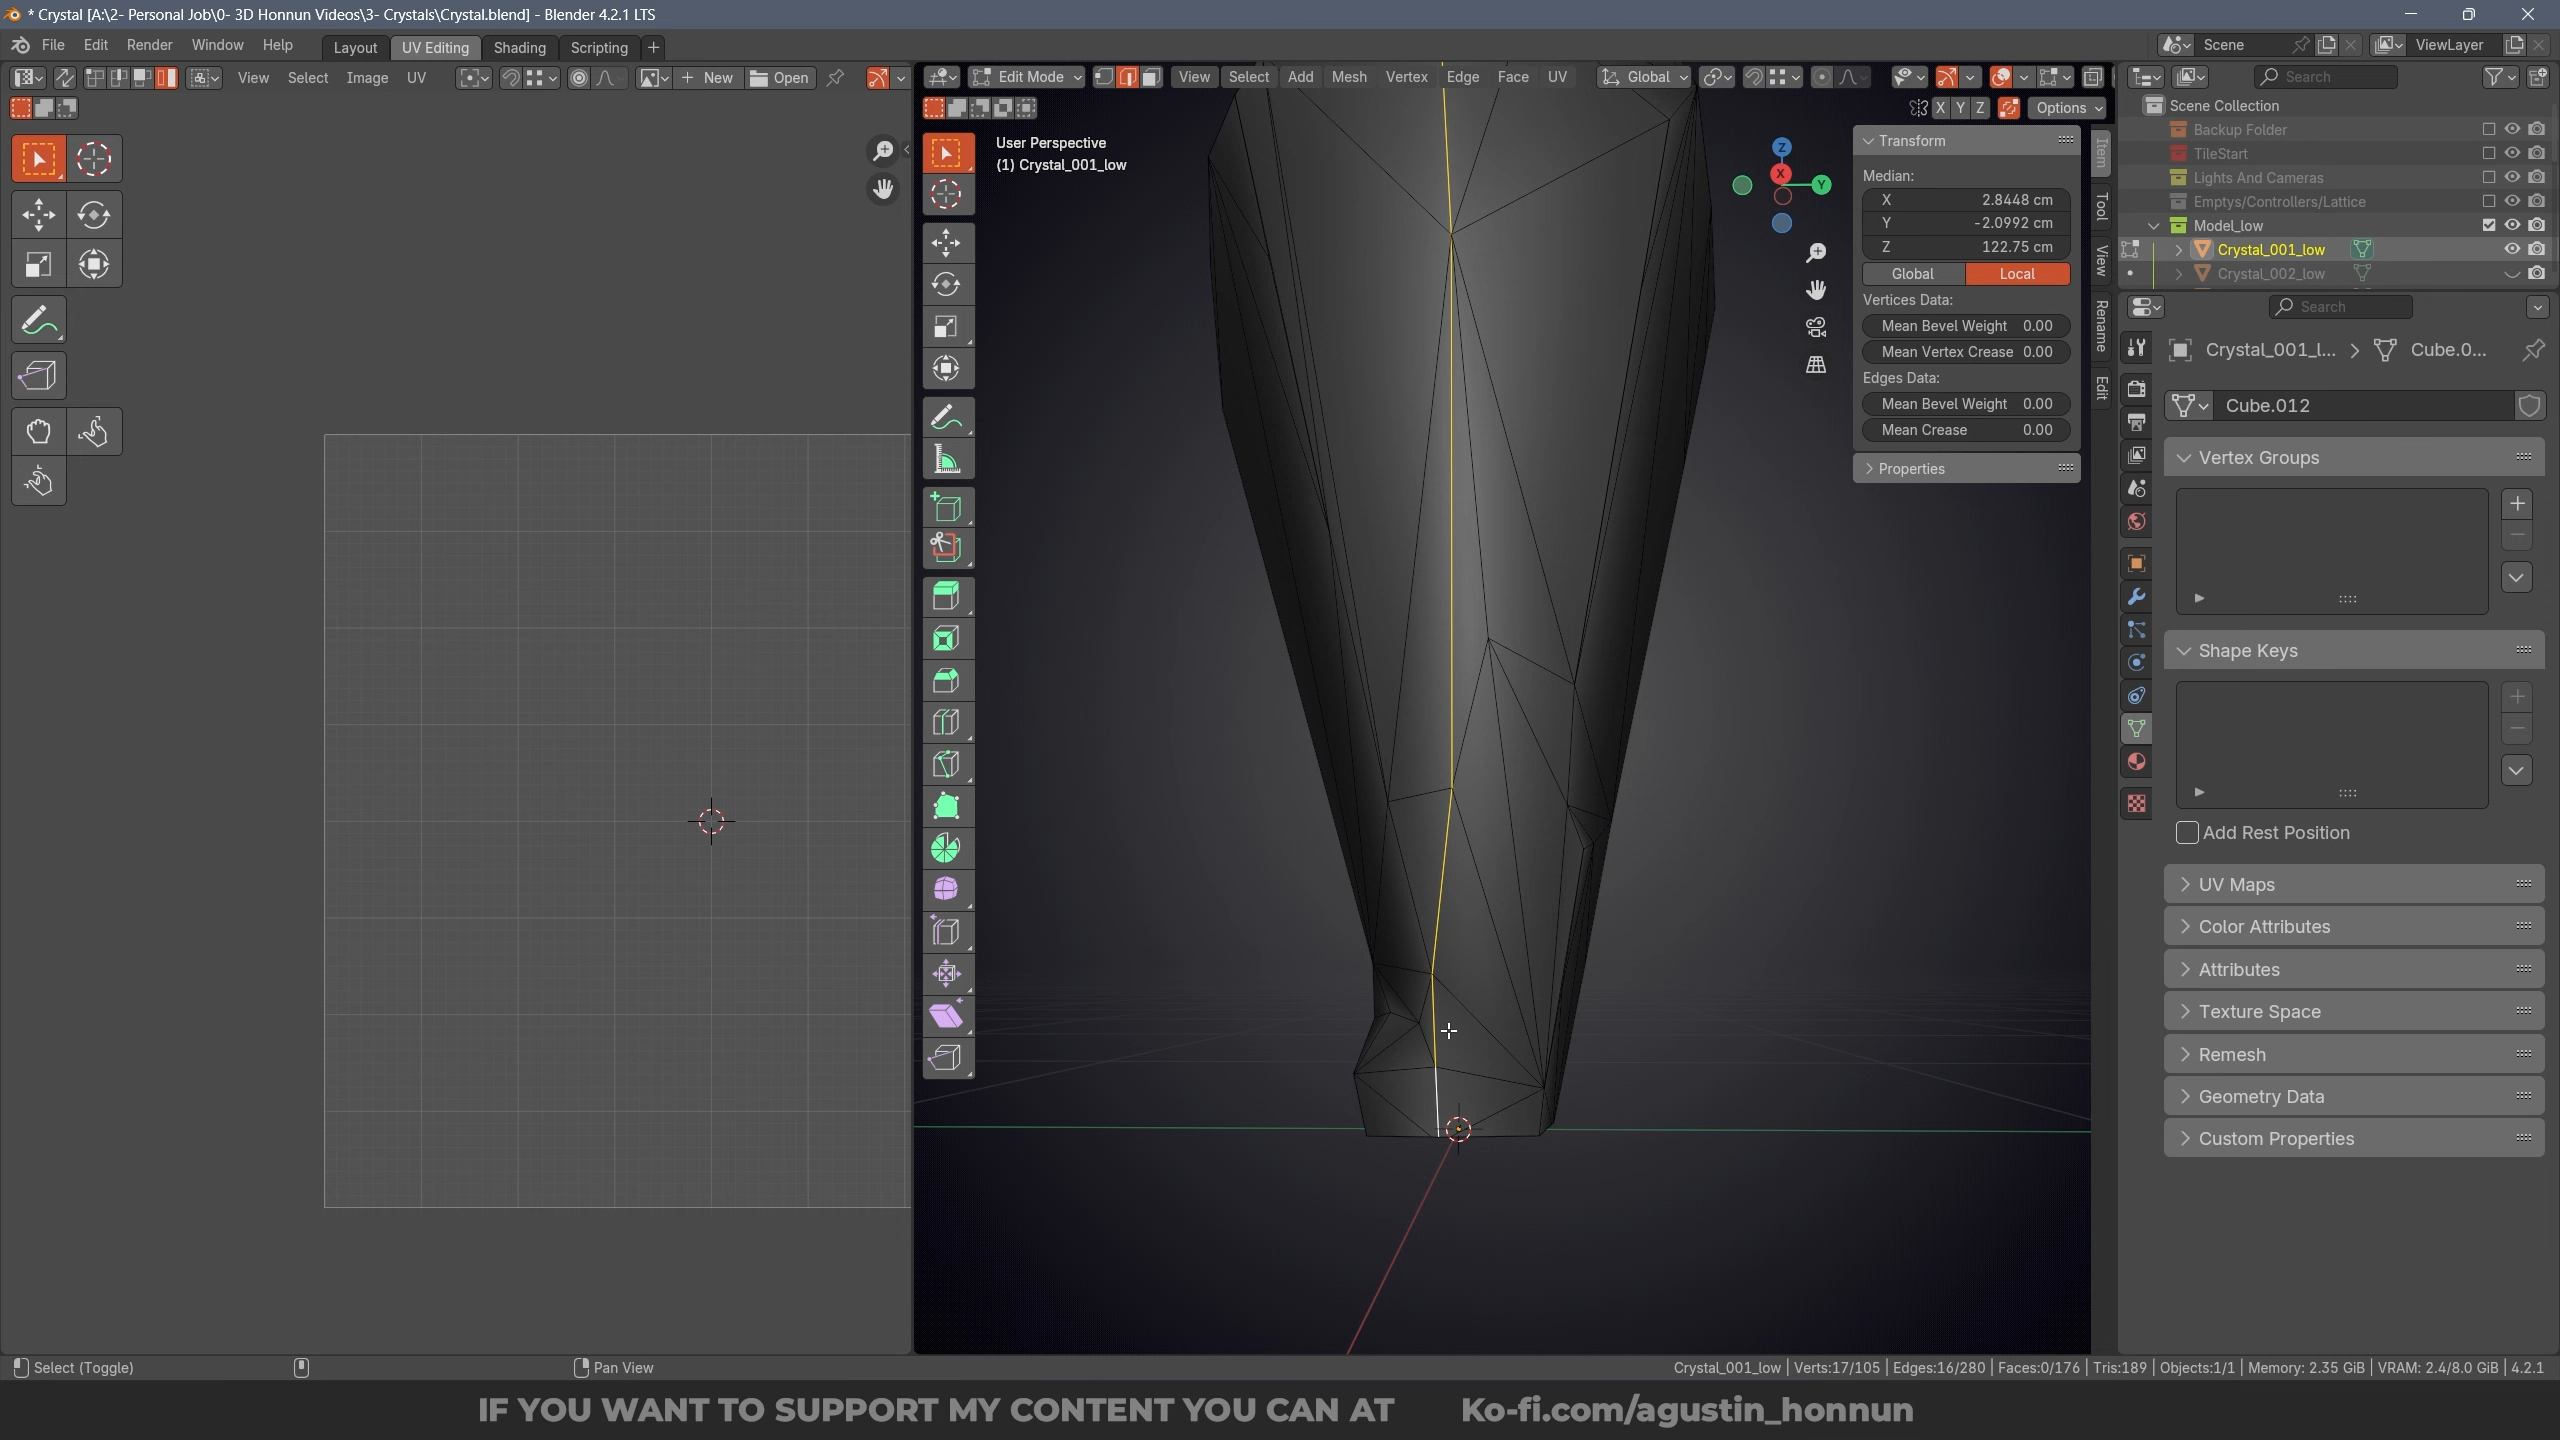 * Crystal [A:\2- Personal Job\0- 3D Honnun Videos\3- Crystals\Crystal.blend] - Blender 4.2.1 LTS
File Edit Render Window Help Layout UV Editing Shading Scripting + Scene ViewLayer
View Select Image UV New Open Edit Mode View Select Add Mesh Vertex Edge Face UV Global Search
X Y Z Options
User Perspective
(1) Crystal_001_low
Z
X
Y
Transform
Median:
X 2.8448 cm
Y -2.0992 cm
Z 122.75 cm
Global Local
Vertices Data:
Mean Bevel Weight 0.00
Mean Vertex Crease 0.00
Edges Data:
Mean Bevel Weight 0.00
Mean Crease 0.00
Properties
Item
Tool
View
Rename
Edit
Scene Collection
Backup Folder
TileStart
Lights And Cameras
Emptys/Controllers/Lattice
Model_low
Crystal_001_low
Crystal_002_low
Search
Crystal_001_l... Cube.0...
Cube.012
Vertex Groups
Shape Keys
Add Rest Position
UV Maps
Color Attributes
Attributes
Texture Space
Remesh
Geometry Data
Custom Properties
Select (Toggle) Pan View Crystal_001_low | Verts:17/105 | Edges:16/280 | Faces:0/176 | Tris:189 | Objects:1/1 | Memory: 2.35 GiB | VRAM: 2.4/8.0 GiB | 4.2.1
IF YOU WANT TO SUPPORT MY CONTENT YOU CAN AT Ko-fi.com/agustin_honnun